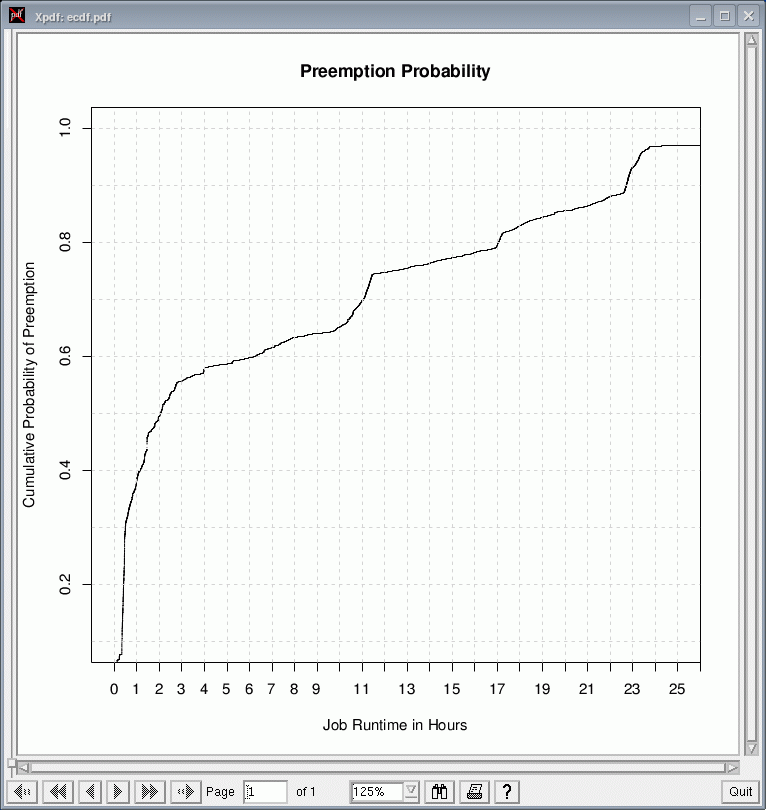 Xpdf: ecdf.pdf
Preemption Probability
Cumulative Probability of Preemption
1.0
0.8
0.6
0.4
0.2
0 1 2 3 4 5 6 7 8 9 11 13 15 17 19 21 23 25
Job Runtime in Hours
Page 1 of 1 125% ? Quit